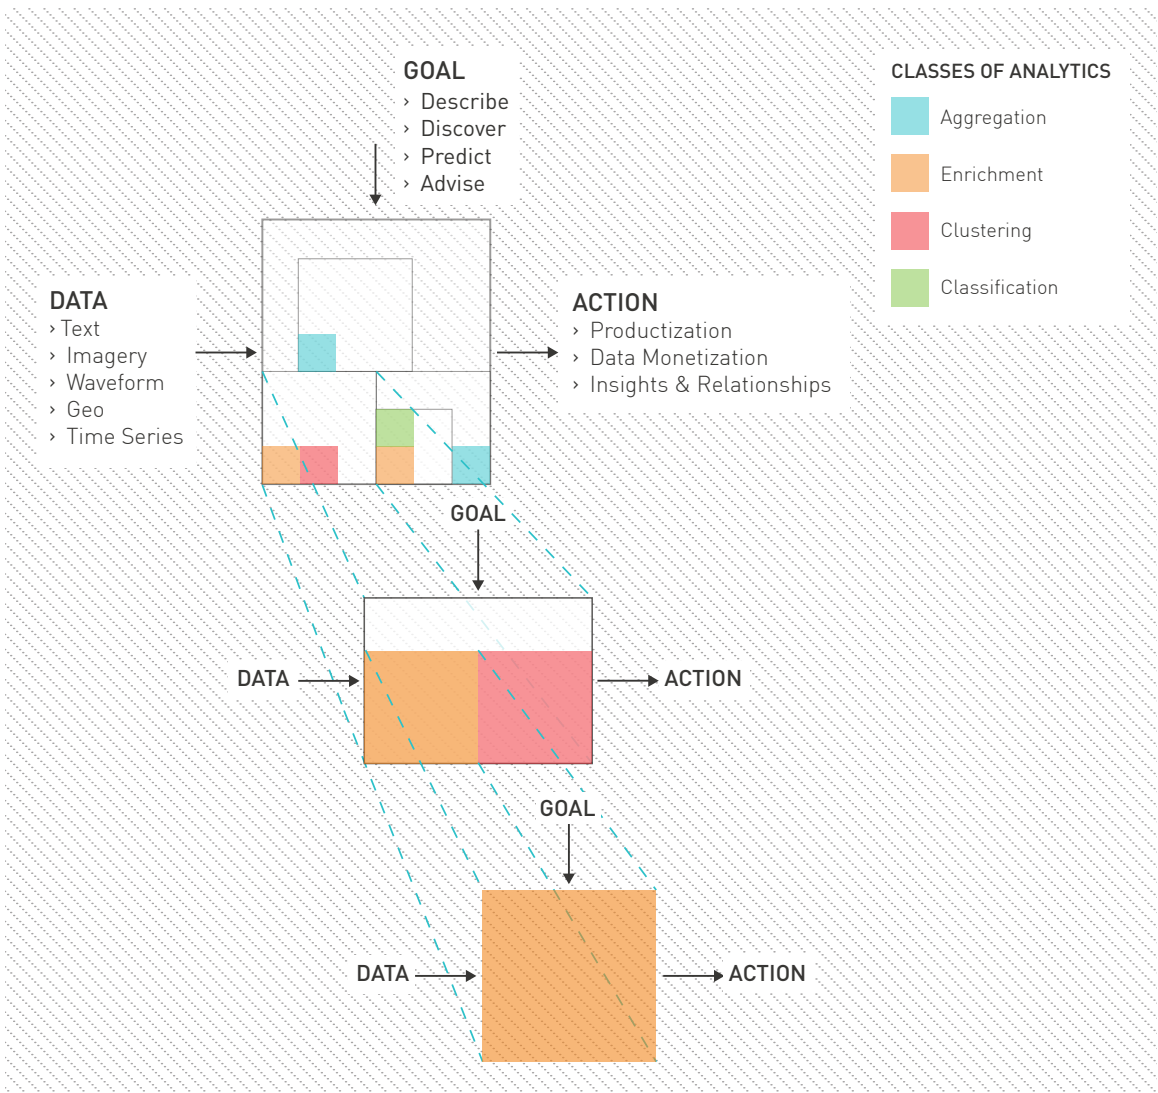 GOAL
› Describe
› Discover
› Predict
› Advise
CLASSES OF ANALYTICS
Aggregation
Enrichment
Clustering
Classification
DATA
› Text
› Imagery
› Waveform
› Geo
› Time Series
ACTION
› Productization
› Data Monetization
› Insights & Relationships
GOAL
DATA
ACTION
GOAL
DATA
ACTION